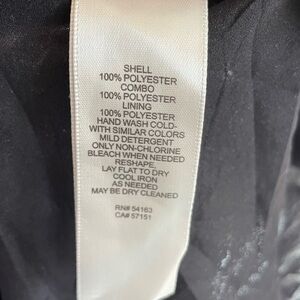 SHELL
100% POLYESTER
COMBO
100% POLYESTER
LINING
100% POLYESTER
HAND WASH COLD-
WITH SIMILAR COLORS
MILD DETERGENT
ONLY NON-CHLORINE
BLEACH WHEN NEEDED
RESHAPE,
LAY FLAT TO DRY
COOL IRON
AS NEEDED
MAY BE DRY CLEANED
RN# 54163
CA# 57151